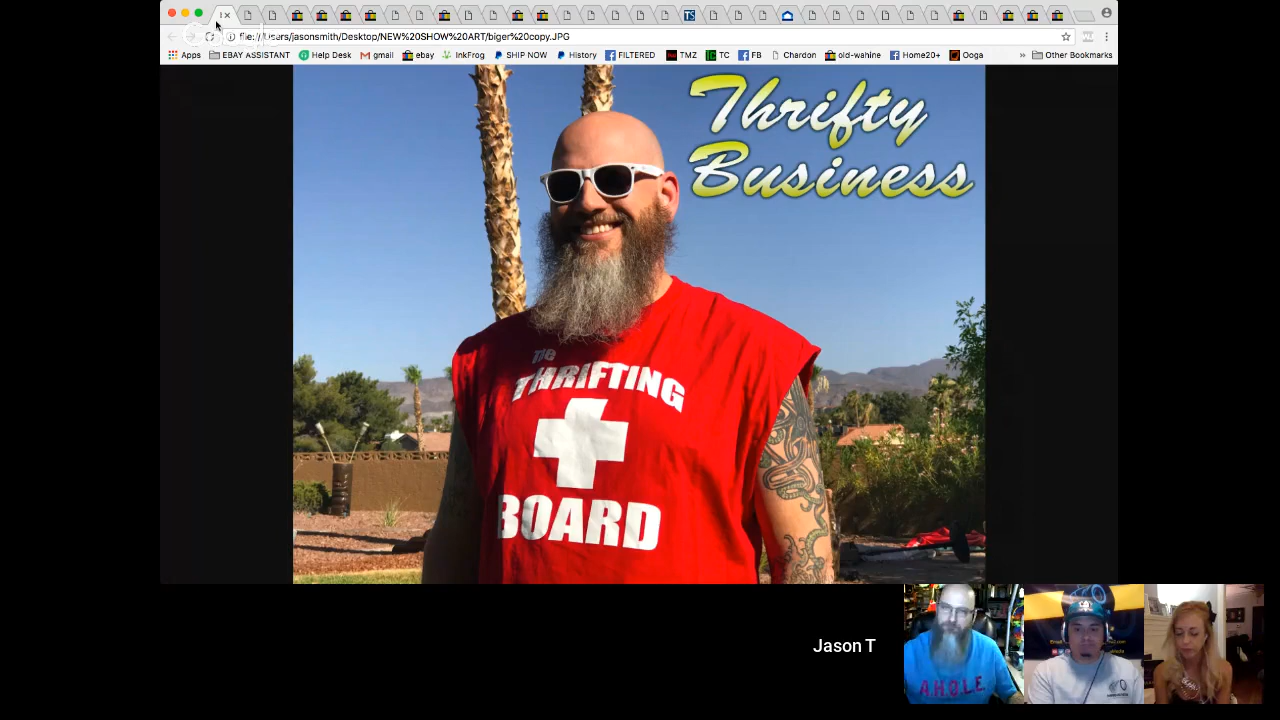 file:///Users/jasonsmith/Desktop/NEW%20SHOW%20ART/biger%20copy.JPG
Apps EBAY ASSISTANT Help Desk gmail ebay InkFrog SHIP NOW History FILTERED TMZ TC FB Chardon old-wahine Home20+ Ooga » Other Bookmarks
Thrifty
Business
The
THRIFTING
BOARD
Jason T
A.H.O.L.E.